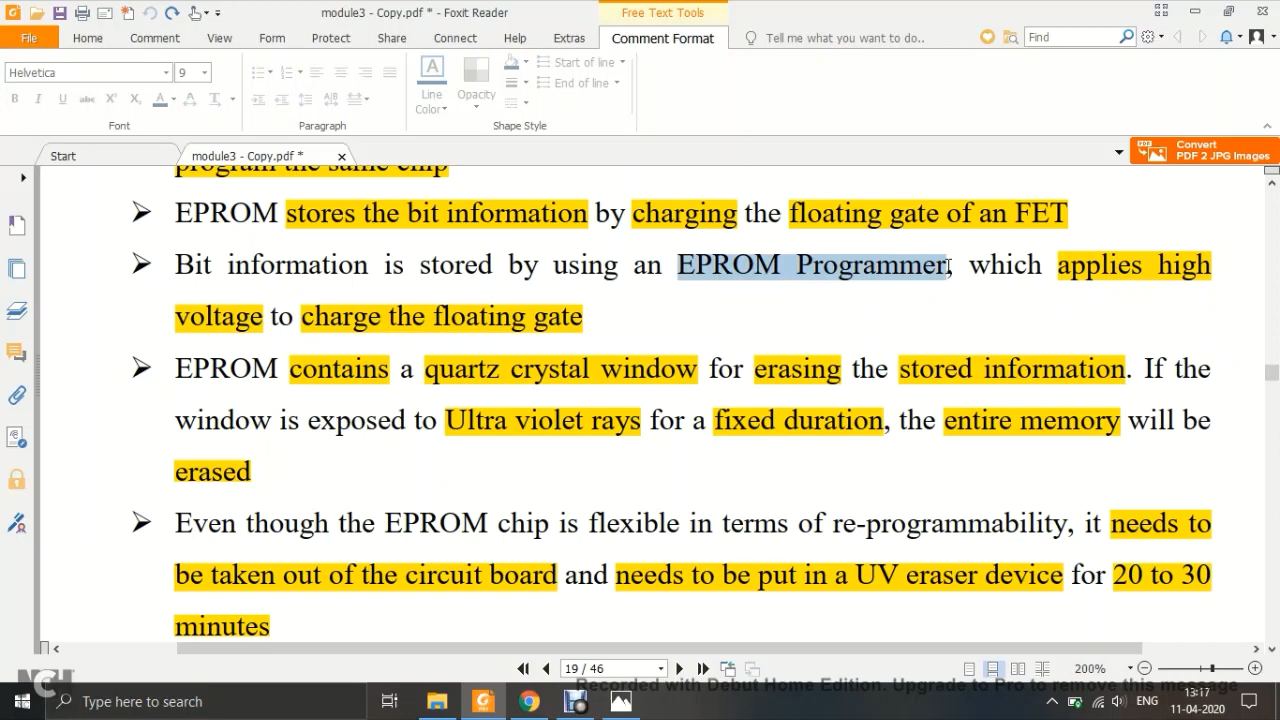 module3 - Copy.pdf * - Foxit Reader
Free Text Tools
File Home Comment View Form Protect Share Connect Help Extras Comment Format Tell me what you want to do.. Find
Helvetica 9
Start of line
End of line
Line Color
Opacity
Font Paragraph Shape Style
Start module3 - Copy.pdf *
Convert
PDF 2 JPG Images
program the same chip
➢ EPROM stores the bit information by charging the floating gate of an FET
➢ Bit information is stored by using an EPROM Programmer, which applies high
voltage to charge the floating gate
➢ EPROM contains a quartz crystal window for erasing the stored information. If the
window is exposed to Ultra violet rays for a fixed duration, the entire memory will be
erased
➢ Even though the EPROM chip is flexible in terms of re-programmability, it needs to
be taken out of the circuit board and needs to be put in a UV eraser device for 20 to 30
minutes
19 / 46 200%
NCH
Recorded with Debut Home Edition. Upgrade to Pro to remove this message
Type here to search
ENG
13:17
11-04-2020